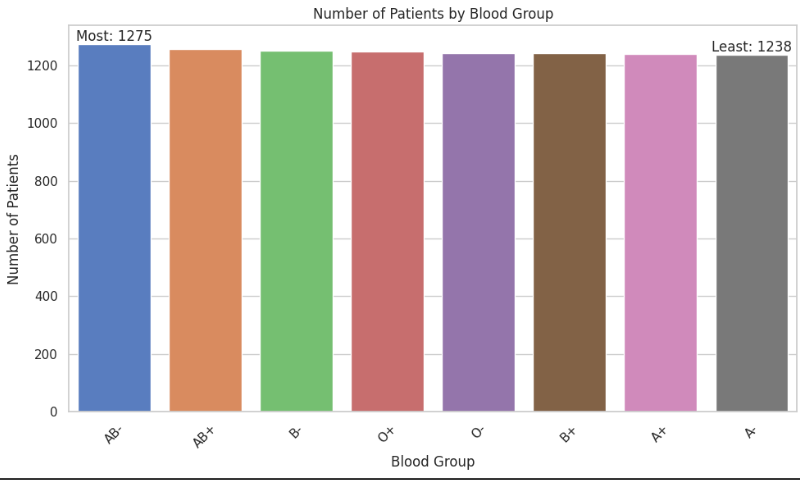 Number of Patients by Blood Group
Most: 1275
Least: 1238
1200
1000
800
600
400
200
0
Number of Patients
AB-
AB+
B-
O+
O-
B+
A+
A-
Blood Group